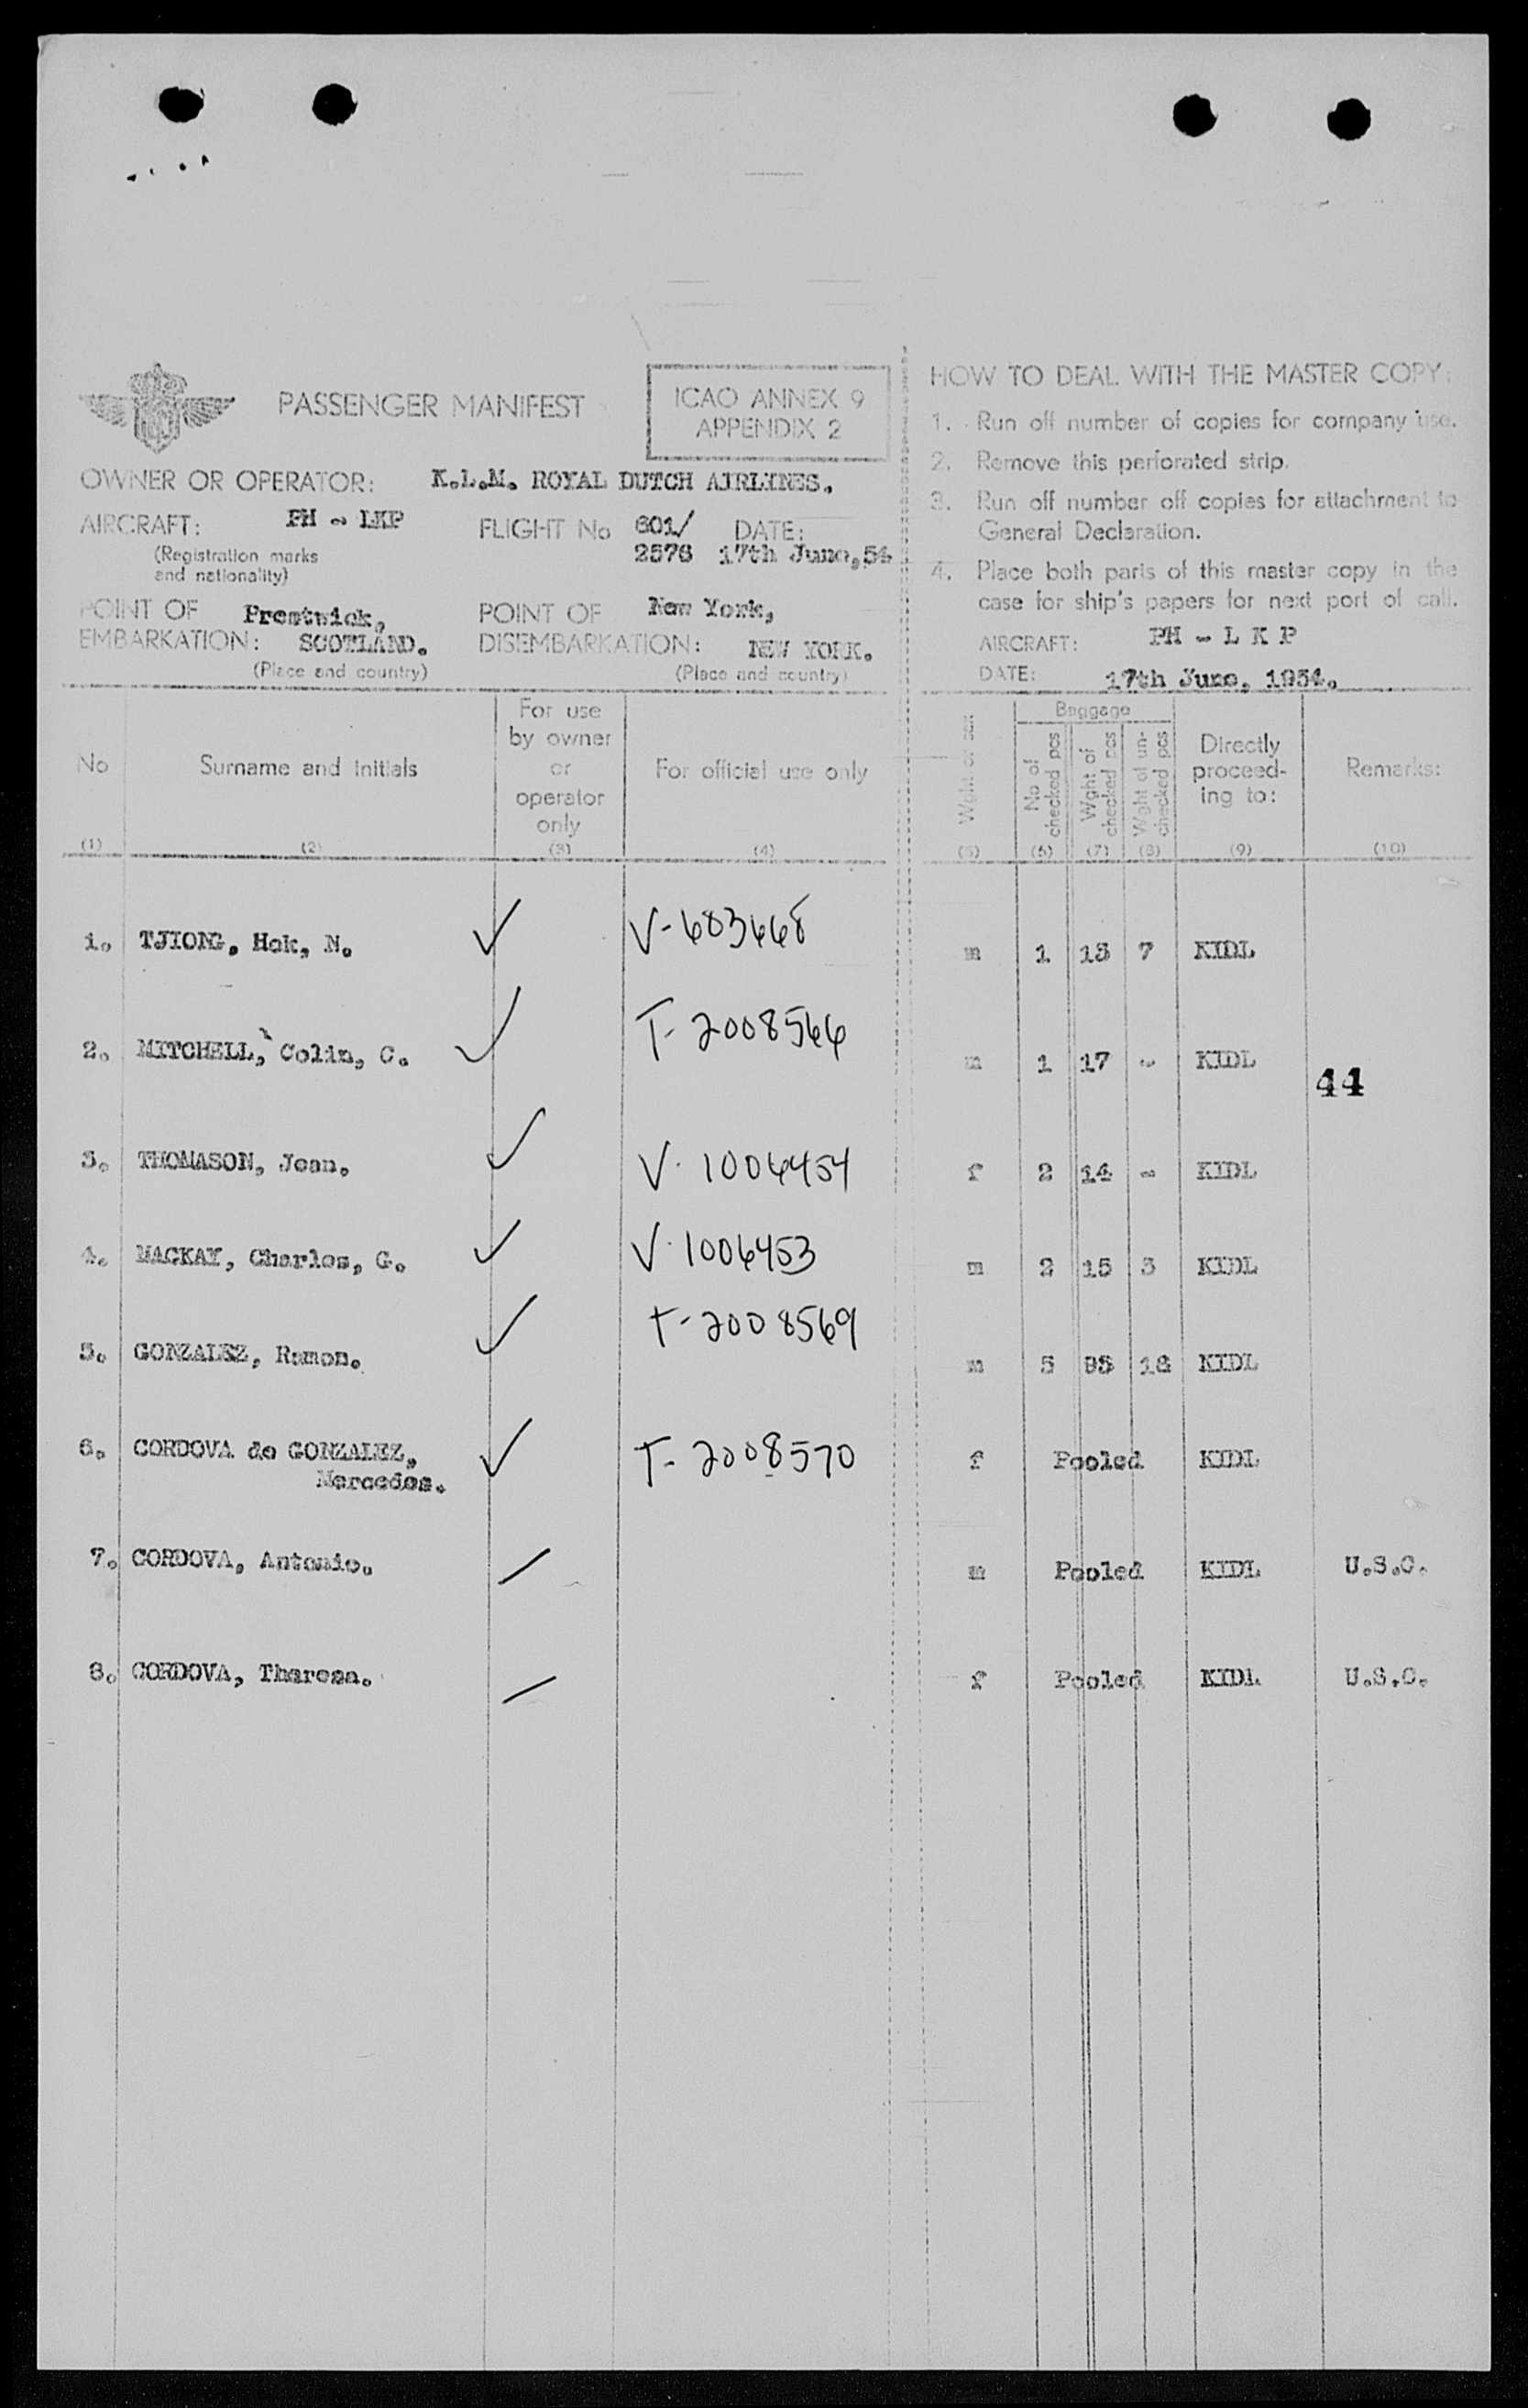 PASSENGER MANIFEST
ICAO ANNEX 9
APPENDIX 2
OWNER OR OPERATOR: K.L.M. ROYAL DUTCH AIRLINES.
AIRCRAFT: PH - LKP
(Registration marks
and nationality)
FLIGHT No 601/
2576
DATE:
17th June, 54
POINT OF
EMBARKATION:
Prestwick,
SCOTLAND.
(Place and country)
POINT OF
DISEMBARKATION:
New York,
NEW YORK.
(Place and country)
HOW TO DEAL WITH THE MASTER COPY:
1. Run off number of copies for company use.
2. Remove this perforated strip.
3. Run off number off copies for attachment to
General Declaration.
4. Place both parts of this master copy in the
case for ship's papers for next port of call.
AIRCRAFT: PH - L K P
DATE: 17th June, 1954.
No
(1)
Surname and initials
(2)
For use
by owner
or
operator
only
(3)
For official use only
(4)
(5)
Baggage
No of
checked pcs
(6)
Wght of
checked pcs
(7)
Wght of un-
checked pcs
(8)
Directly
proceed-
ing to:
(9)
Remarks:
(10)
1. TJIONG, Hok, N. ✓ V-683468 m 1 13 7 KIDL
2. MITCHELL, Colin, C. ✓ T-2008566 m 1 17 - KIDL
44
3. THOMASON, Jean. ✓ V-1006454 f 2 14 - KIDL
4. MACKAY, Charles, G. ✓ V-1006453 m 2 15 3 KIDL
5. GONZALEZ, Ramon. ✓ T-2008569 m 5 95 18 KIDL
6. CORDOVA de GONZALEZ,
Mercedes. ✓ T-2008570 f Pooled KIDL
7. CORDOVA, Antonio. / m Pooled KIDL U.S.C.
8. CORDOVA, Theresa. / f Pooled KIDL U.S.C.